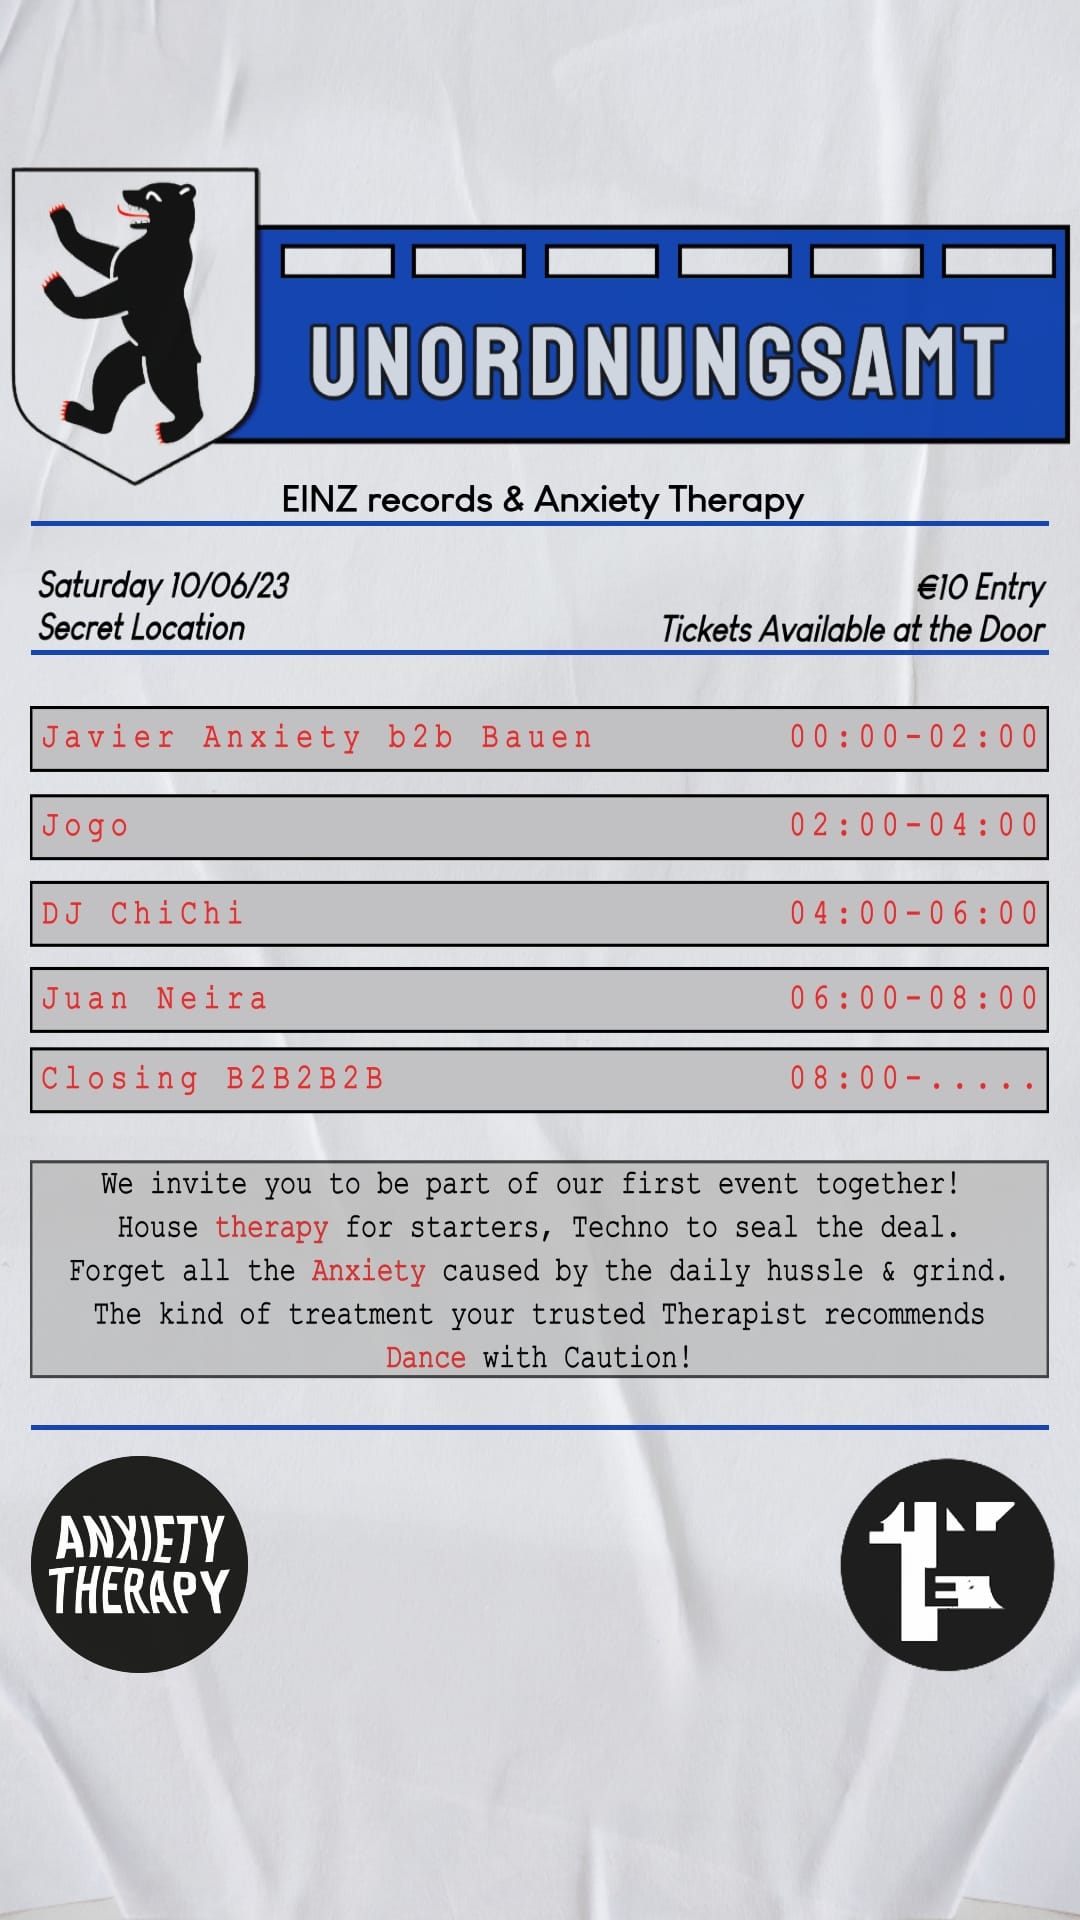 UNORDNUNGSAMT
EINZ records & Anxiety Therapy
Saturday 10/06/23
Secret Location
€10 Entry
Tickets Available at the Door
Javier Anxiety b2b Bauen 00:00-02:00
Jogo 02:00-04:00
DJ ChiChi 04:00-06:00
Juan Neira 06:00-08:00
Closing B2B2B2B 08:00-.....
We invite you to be part of our first event together!
House therapy for starters, Techno to seal the deal.
Forget all the Anxiety caused by the daily hussle & grind.
The kind of treatment your trusted Therapist recommends
Dance with Caution!
ANXIETY
THERAPY